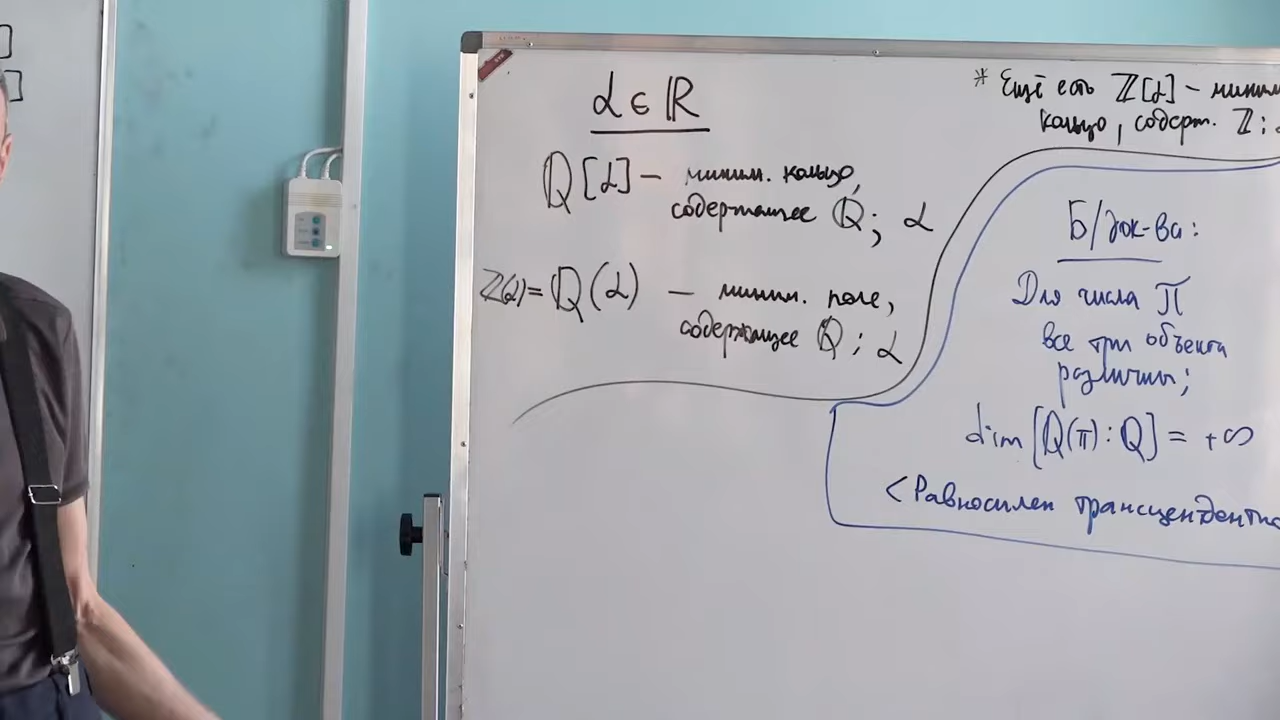 α ∈ ℝ
ℚ[α] — миним. кольцо,
содержащее ℚ; α
ℤ(α) = ℚ(α) — миним. поле,
содержащее ℚ; α
* Ещё есть ℤ[α] — миним
кольцо, содерж. ℤ;
Б/док-ва:
Для числа π
все три объекта
различны;
dim [ℚ(π) : ℚ] = +∞
< Равносилен трансцендентно